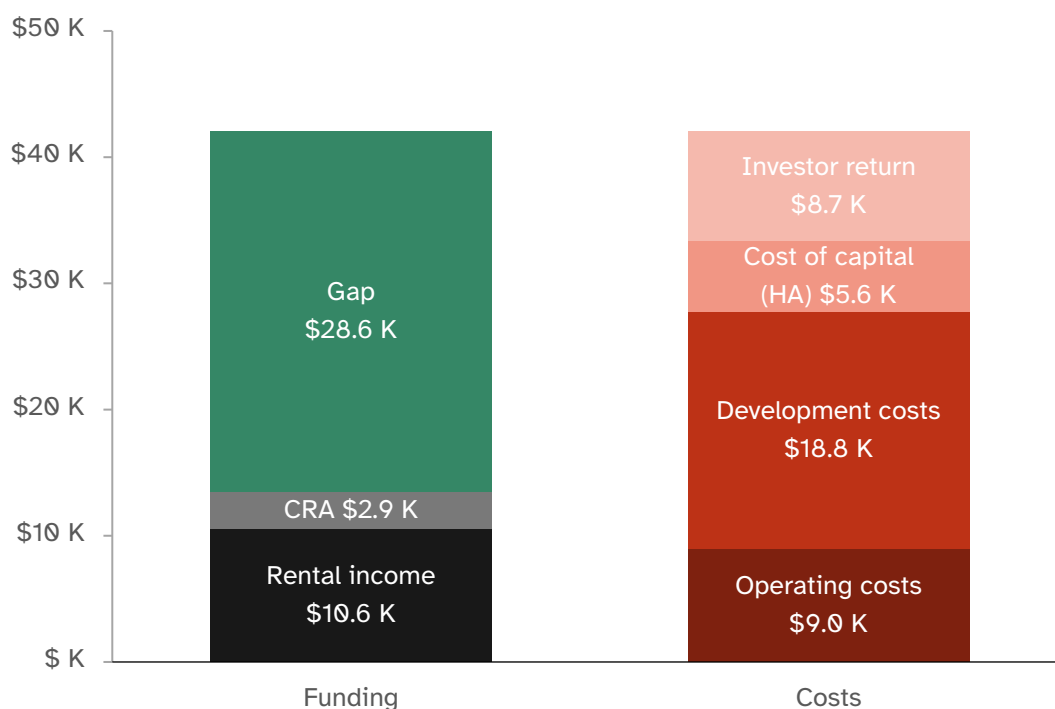 $50 K
$40 K
$30 K
$20 K
$10 K
$ K
Gap
$28.6 K
CRA $2.9 K
Rental income
$10.6 K
Investor return
$8.7 K
Cost of capital
(HA) $5.6 K
Development costs
$18.8 K
Operating costs
$9.0 K
Funding
Costs